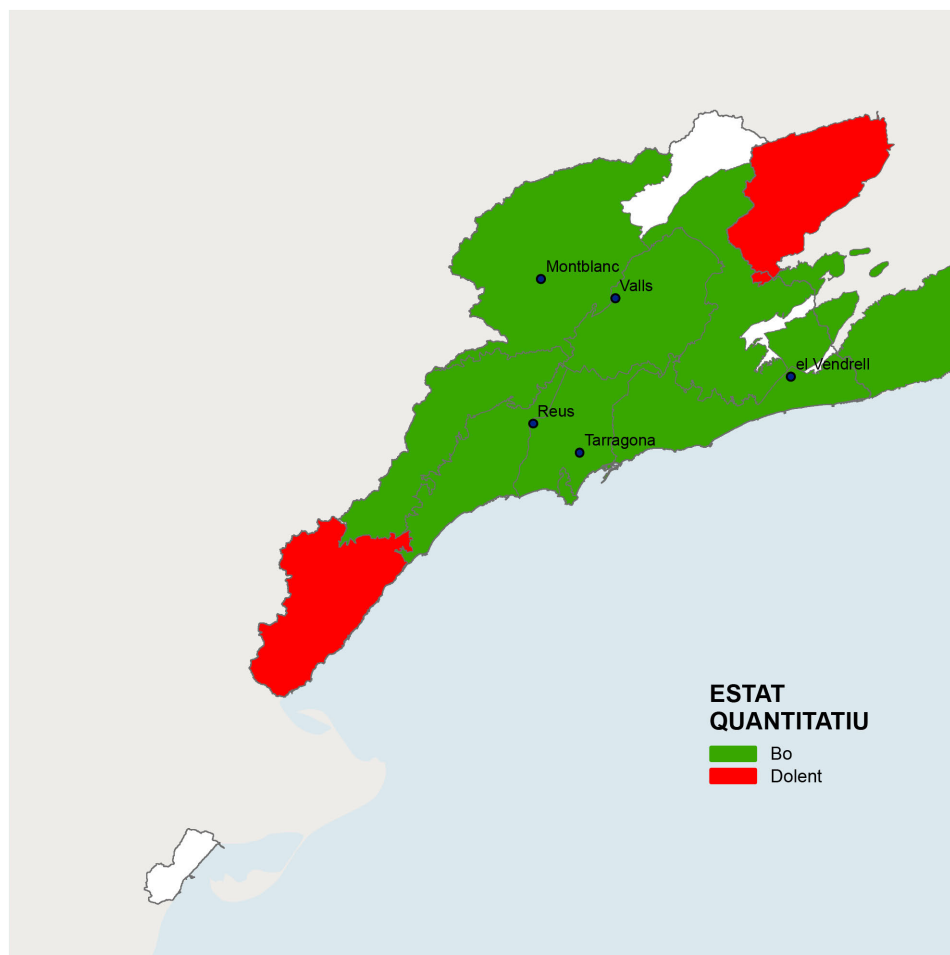 Montblanc
Valls
el Vendrell
Reus
Tarragona
ESTAT
QUANTITATIU
Bo
Dolent